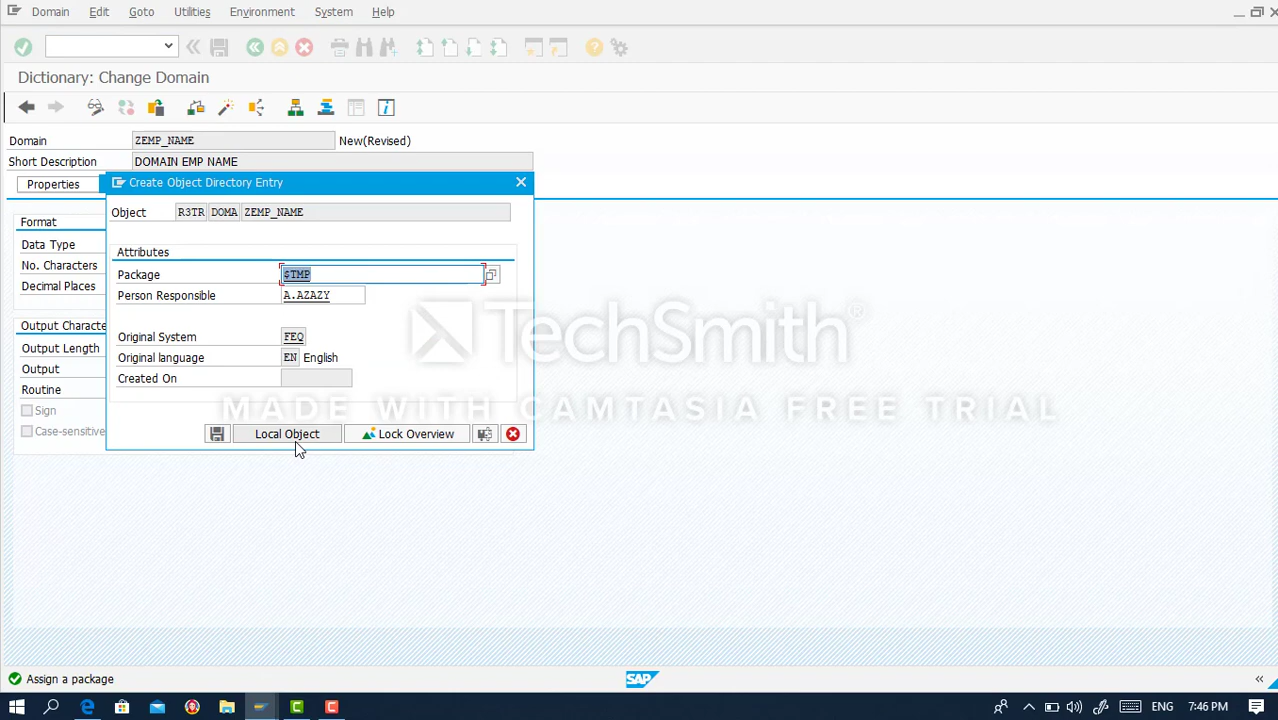 Domain Edit Goto Utilities Environment System Help
Dictionary: Change Domain
Domain ZEMP_NAME New(Revised)
Short Description DOMAIN EMP NAME
Properties
Create Object Directory Entry
Format
Object R3TR DOMA ZEMP_NAME
Data Type
Attributes
No. Characters
Package $TMP
Decimal Places
Person Responsible A.AZAZY
Output Characte
Original System FEQ
Output Length
Original language EN English
Output
Created On
Routine
Sign
Case-sensitive
Local Object Lock Overview
TechSmith®
MADE WITH CAMTASIA FREE TRIAL
Assign a package
SAP
ENG 7:46 PM